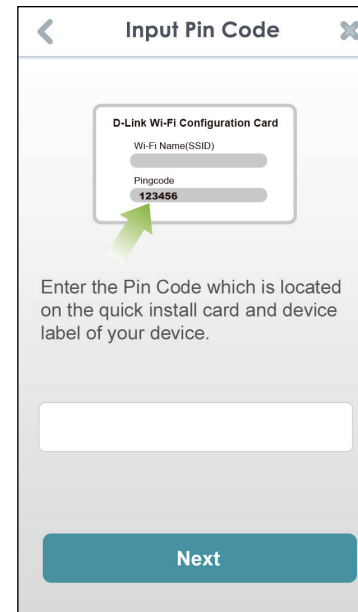 Input Pin Code
D-Link Wi-Fi Configuration Card
Wi-Fi Name(SSID)
Pingcode
123456
Enter the Pin Code which is located
on the quick install card and device
label of your device.
Next